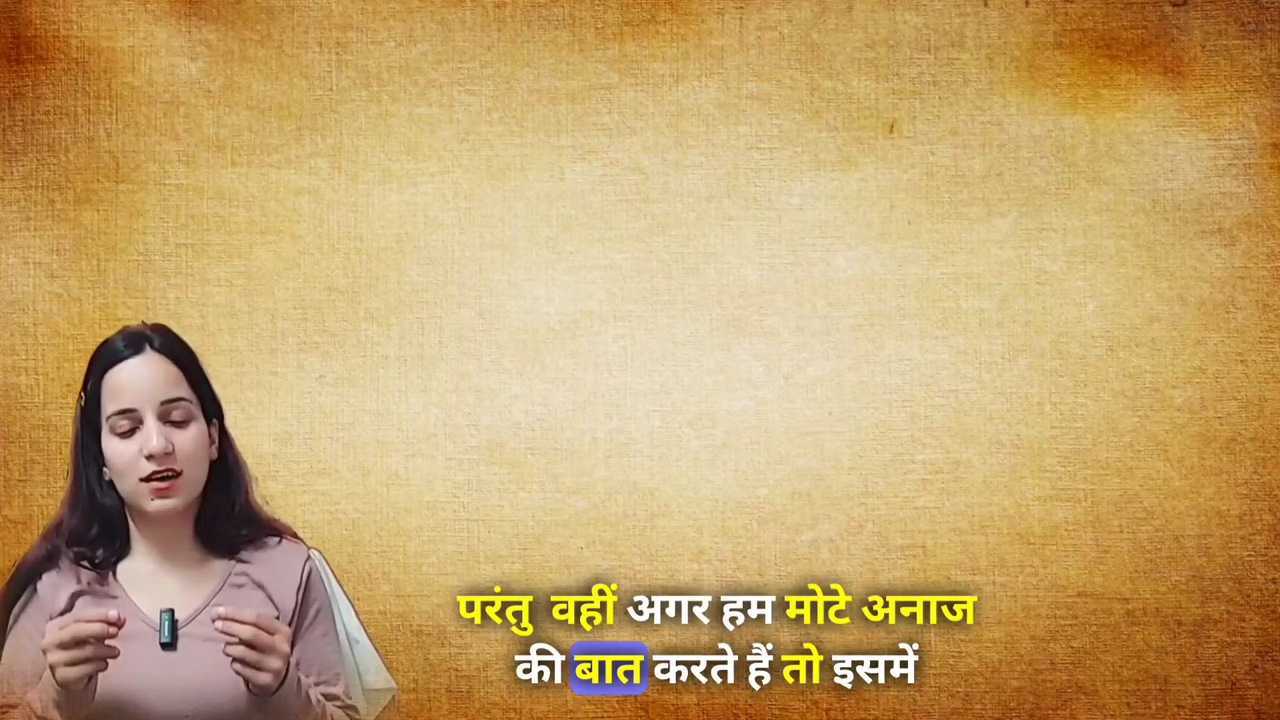 परंतु वहीं अगर हम मोटे अनाज
की बात करते हैं तो इसमें